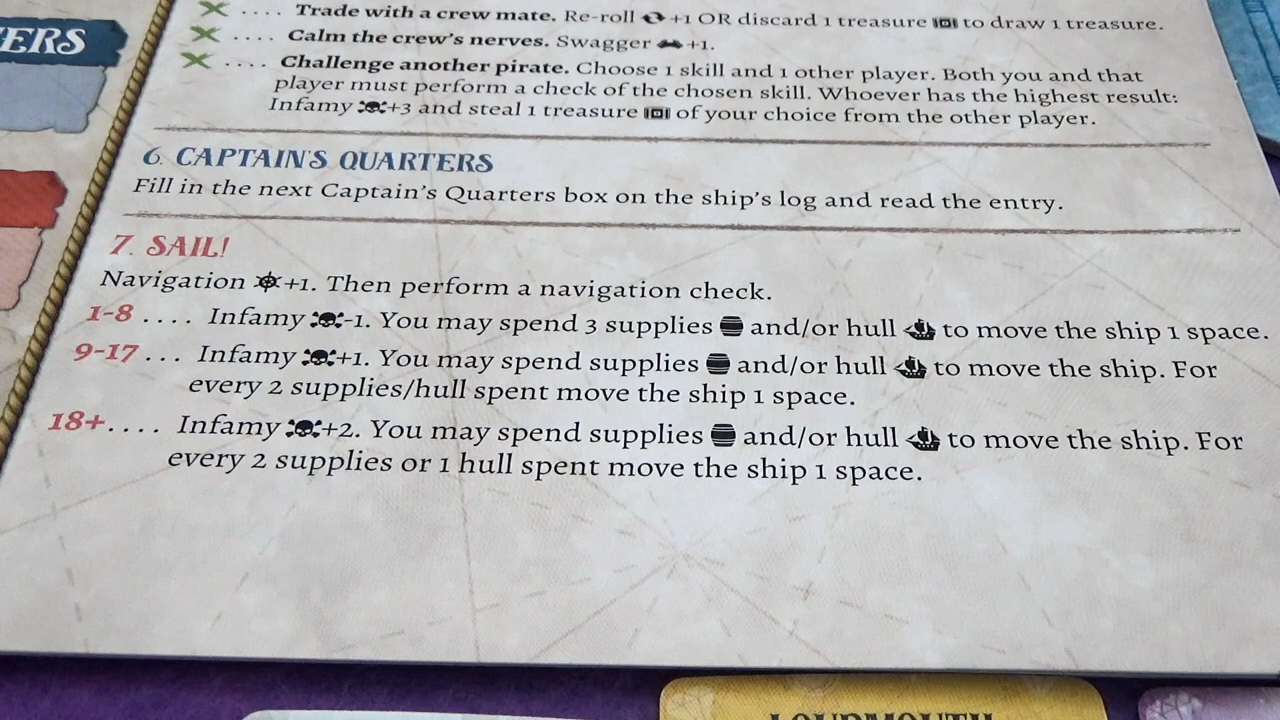 ERS
Trade with a crew mate. Re-roll +1 OR discard 1 treasure to draw 1 treasure.
.... Calm the crew's nerves. Swagger +1.
.... Challenge another pirate. Choose 1 skill and 1 other player. Both you and that
player must perform a check of the chosen skill. Whoever has the highest result:
Infamy +3 and steal 1 treasure of your choice from the other player.
6. CAPTAIN'S QUARTERS
Fill in the next Captain's Quarters box on the ship's log and read the entry.
7. SAIL!
Navigation +1. Then perform a navigation check.
1-8 .... Infamy -1. You may spend 3 supplies and/or hull to move the ship 1 space.
9-17 ... Infamy +1. You may spend supplies and/or hull to move the ship. For
every 2 supplies/hull spent move the ship 1 space.
18+.... Infamy +2. You may spend supplies and/or hull to move the ship. For
every 2 supplies or 1 hull spent move the ship 1 space.
LOUDMOUTH